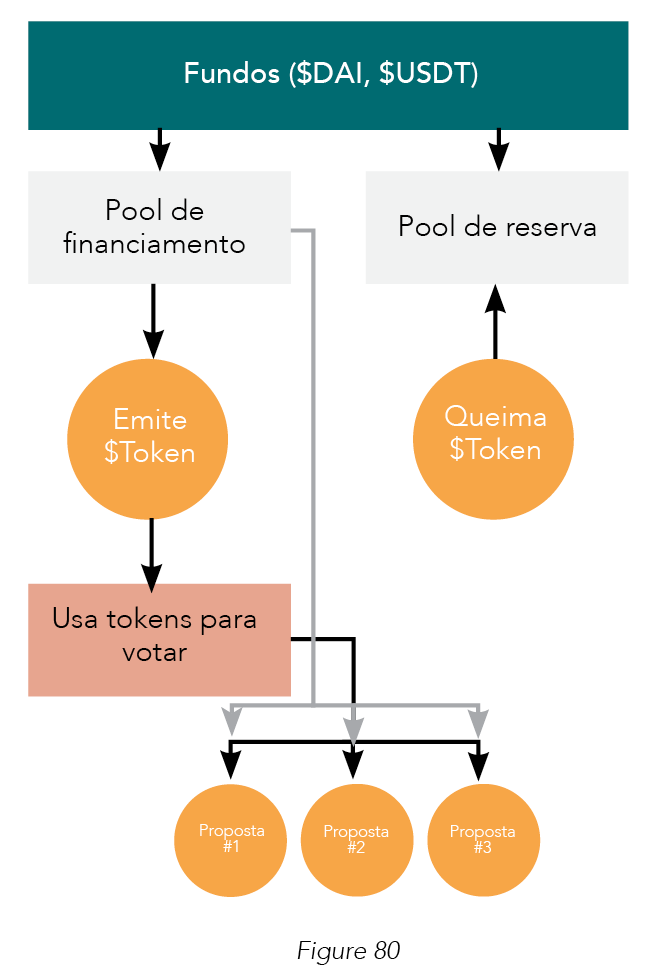 Fundos ($DAI, $USDT)
Pool de
financiamento
Pool de reserva
Emite
$Token
Queima
$Token
Usa tokens para
votar
Proposta
#1
Proposta
#2
Proposta
#3
Figure 80